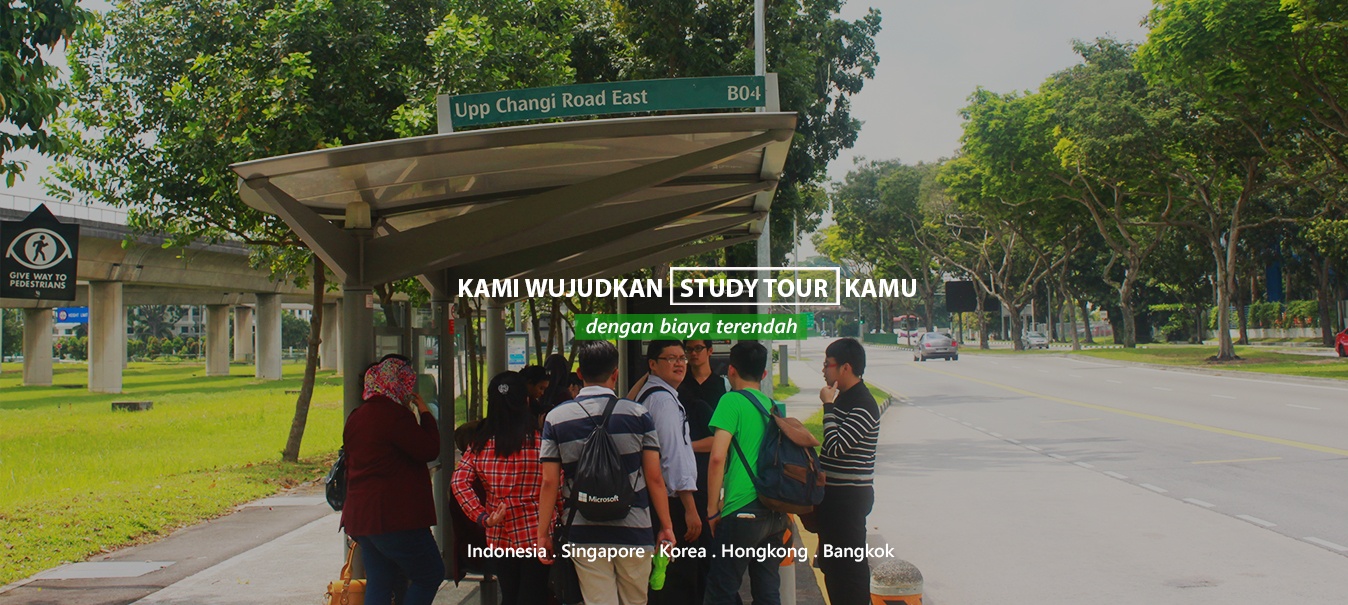 Upp Changi Road East B04
GIVE WAY TO
PEDESTRIANS
KAMI WUJUDKAN STUDY TOUR KAMU
dengan biaya terendah
Microsoft
Indonesia . Singapore . Korea . Hongkong . Bangkok